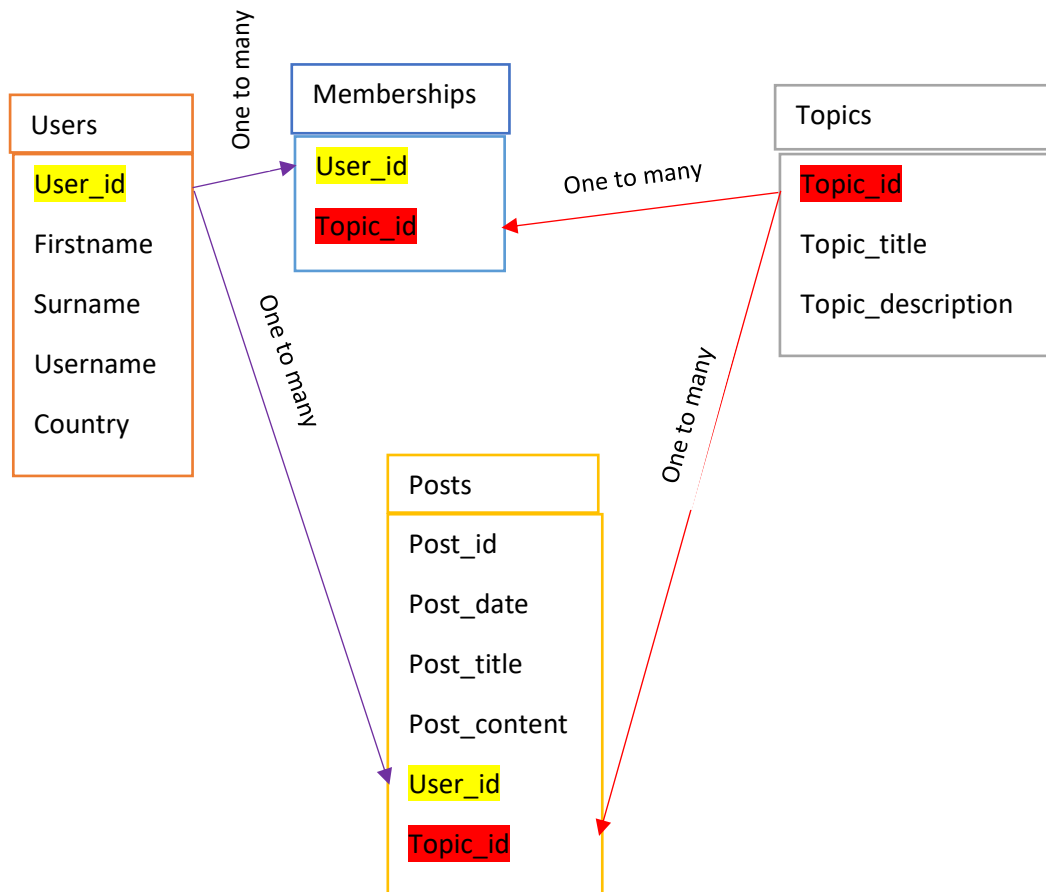 One to many
Users
User_id
Firstname
Surname
Username
Country
Memberships
User_id
Topic_id
One to many
Topics
Topic_id
Topic_title
Topic_description
One to many
One to many
Posts
Post_id
Post_date
Post_title
Post_content
User_id
Topic_id